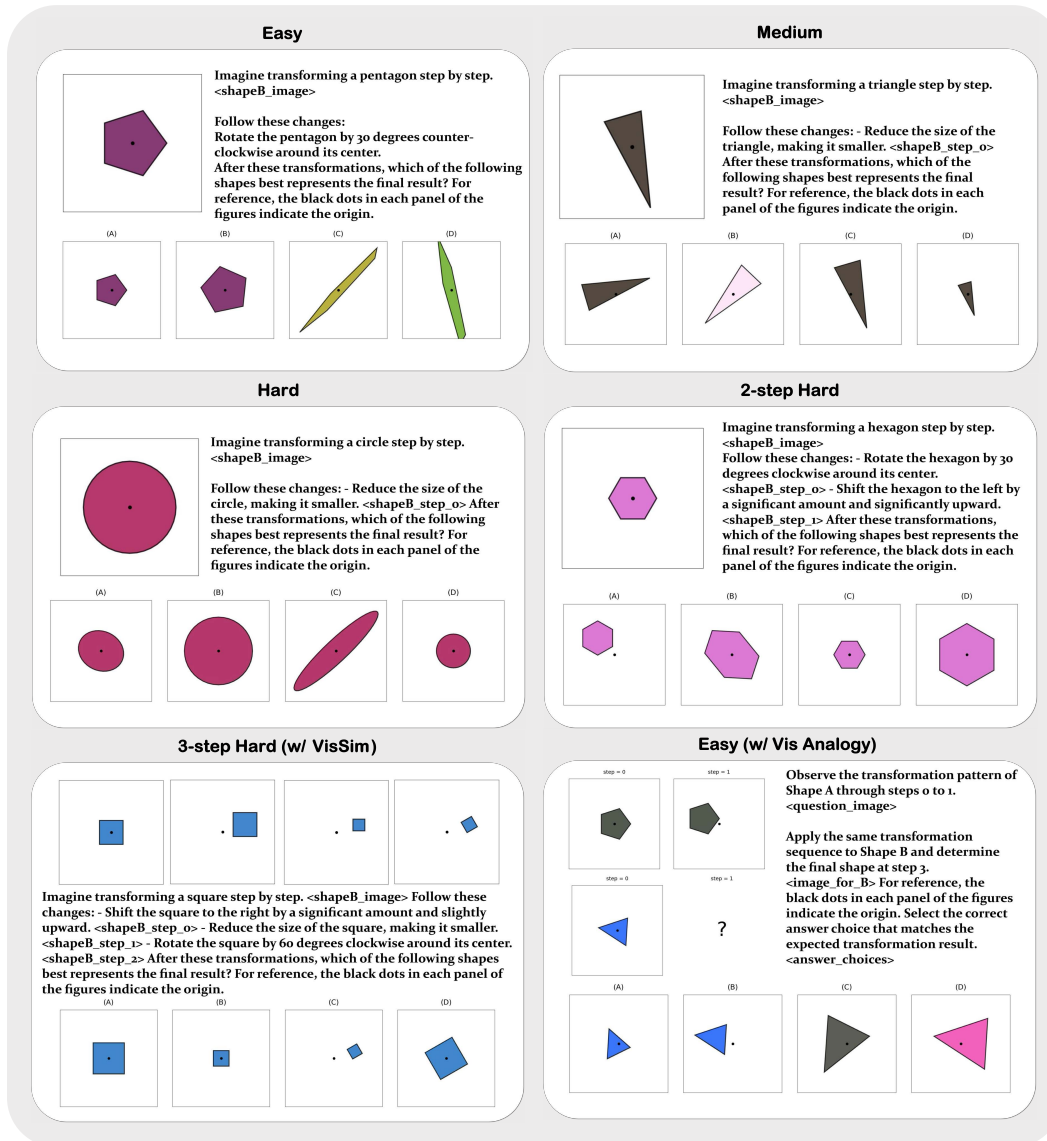 Easy
Imagine transforming a pentagon step by step.
<shapeB_image>
Follow these changes:
Rotate the pentagon by 30 degrees counter-
clockwise around its center.
After these transformations, which of the following
shapes best represents the final result? For
reference, the black dots in each panel of the
figures indicate the origin.
(A) (B) (C) (D)
Medium
Imagine transforming a triangle step by step.
<shapeB_image>
Follow these changes: - Reduce the size of the
triangle, making it smaller. <shapeB_step_0>
After these transformations, which of the
following shapes best represents the final
result? For reference, the black dots in each
panel of the figures indicate the origin.
(A) (B) (C) (D)
Hard
Imagine transforming a circle step by step.
<shapeB_image>
Follow these changes: - Reduce the size of the
circle, making it smaller. <shapeB_step_0> After
these transformations, which of the following
shapes best represents the final result? For
reference, the black dots in each panel of the
figures indicate the origin.
(A) (B) (C) (D)
2-step Hard
Imagine transforming a hexagon step by step.
<shapeB_image>
Follow these changes: - Rotate the hexagon by 30
degrees clockwise around its center.
<shapeB_step_0> - Shift the hexagon to the left by
a significant amount and significantly upward.
<shapeB_step_1> After these transformations,
which of the following shapes best represents the
final result? For reference, the black dots in each
panel of the figures indicate the origin.
(A) (B) (C) (D)
3-step Hard (w/ VisSim)
Imagine transforming a square step by step. <shapeB_image> Follow these
changes: - Shift the square to the right by a significant amount and slightly
upward. <shapeB_step_0> - Reduce the size of the square, making it smaller.
<shapeB_step_1> - Rotate the square by 60 degrees clockwise around its center.
<shapeB_step_2> After these transformations, which of the following shapes
best represents the final result? For reference, the black dots in each panel of
the figures indicate the origin.
(A) (B) (C) (D)
Easy (w/ Vis Analogy)
step = 0 step = 1
step = 0 step = 1
?
Observe the transformation pattern of
Shape A through steps 0 to 1.
<question_image>
Apply the same transformation
sequence to Shape B and determine
the final shape at step 3.
<image_for_B> For reference, the
black dots in each panel of the figures
indicate the origin. Select the correct
answer choice that matches the
expected transformation result.
<answer_choices>
(A) (B) (C) (D)